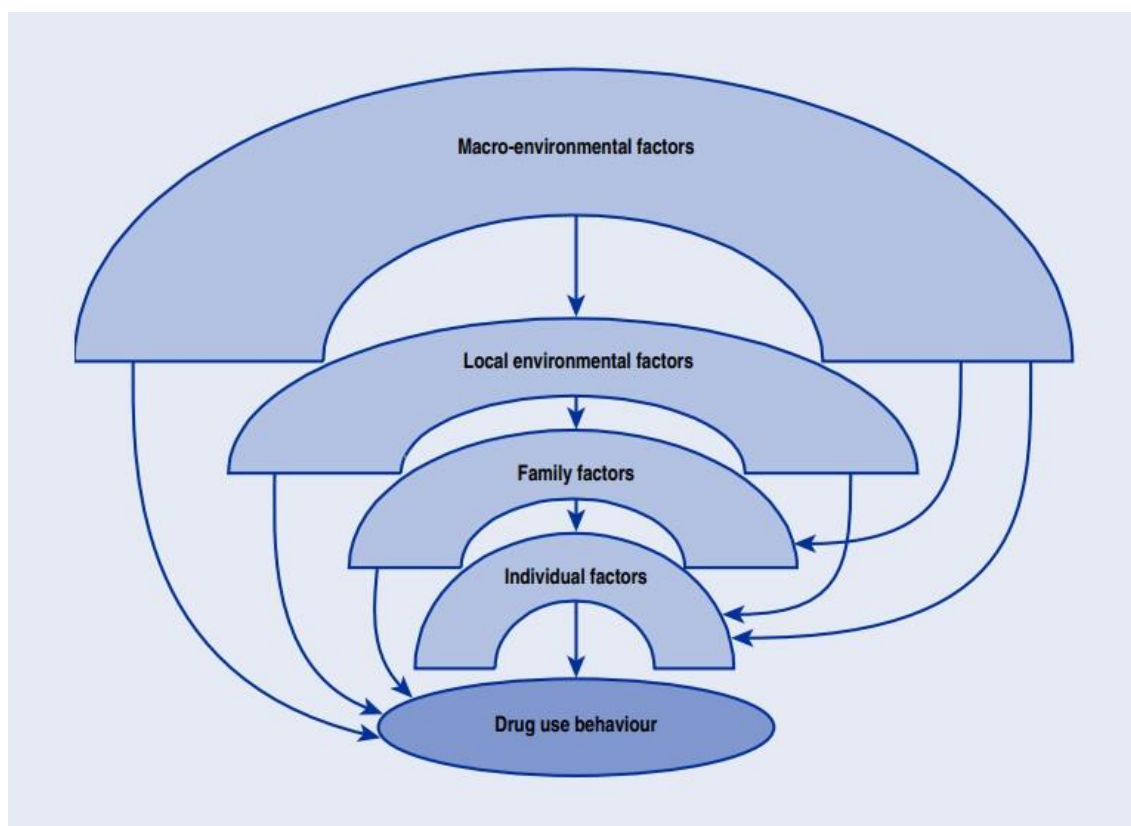 Macro-environmental factors
Local environmental factors
Family factors
Individual factors
Drug use behaviour